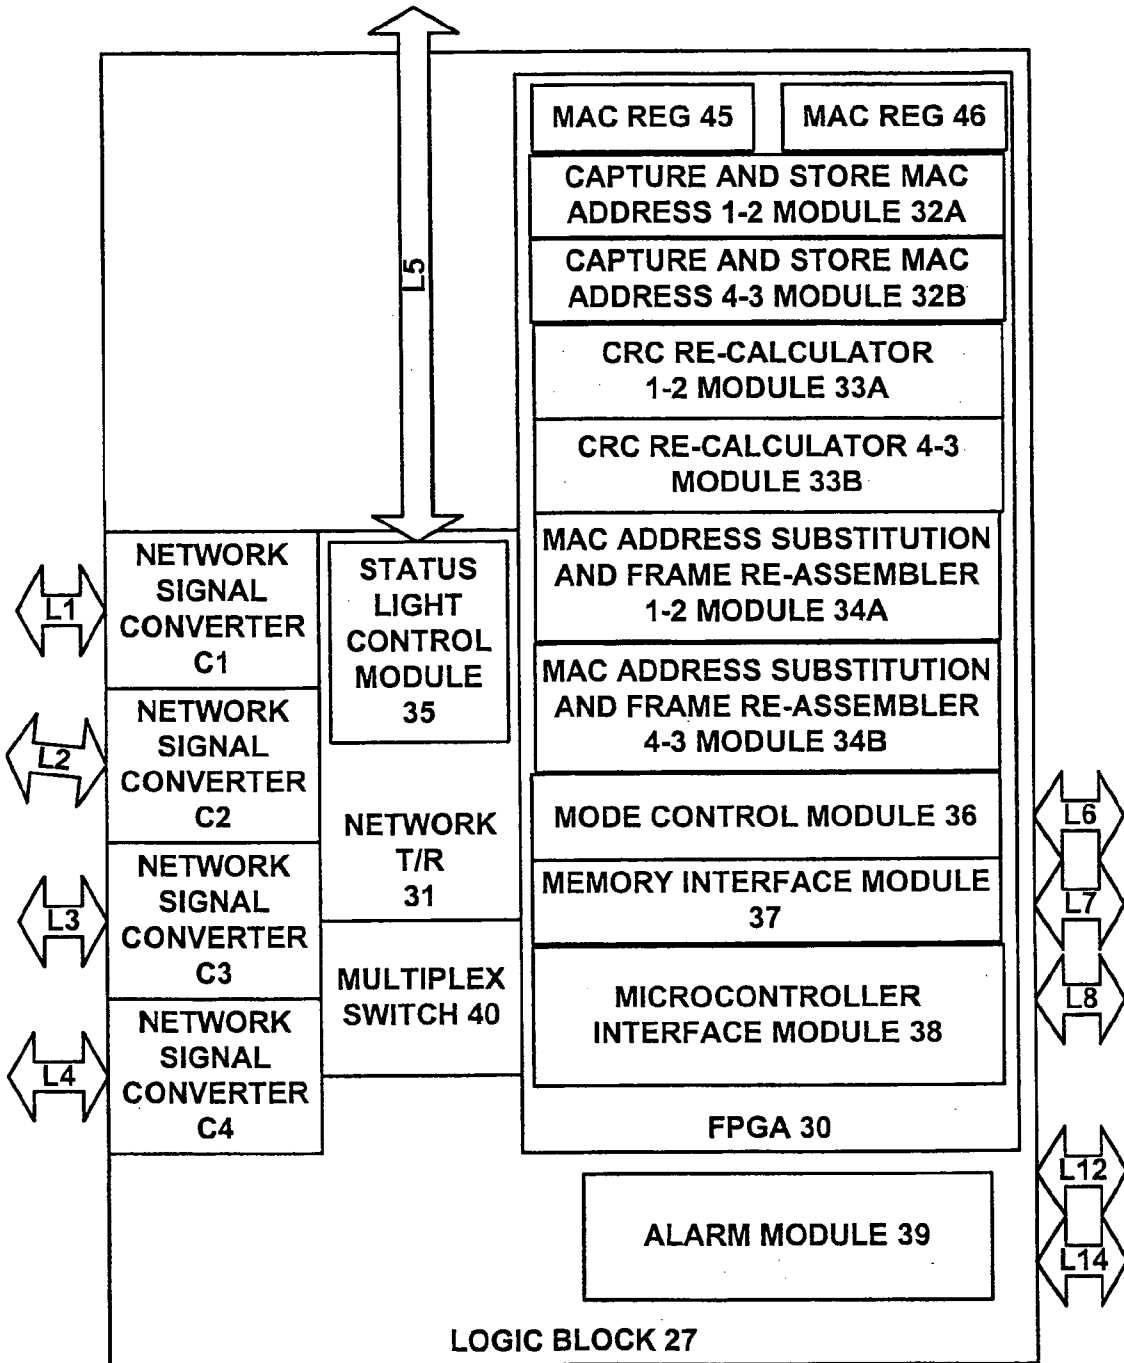 MAC REG 45
MAC REG 46
CAPTURE AND STORE MAC
ADDRESS 1-2 MODULE 32A
CAPTURE AND STORE MAC
ADDRESS 4-3 MODULE 32B
CRC RE-CALCULATOR
1-2 MODULE 33A
CRC RE-CALCULATOR 4-3
MODULE 33B
MAC ADDRESS SUBSTITUTION
AND FRAME RE-ASSEMBLER
1-2 MODULE 34A
MAC ADDRESS SUBSTITUTION
AND FRAME RE-ASSEMBLER
4-3 MODULE 34B
MODE CONTROL MODULE 36
MEMORY INTERFACE MODULE
37
MICROCONTROLLER
INTERFACE MODULE 38
FPGA 30
L5
STATUS
LIGHT
CONTROL
MODULE
35
NETWORK
T/R
31
MULTIPLEX
SWITCH 40
L1
NETWORK
SIGNAL
CONVERTER
C1
L2
NETWORK
SIGNAL
CONVERTER
C2
L3
NETWORK
SIGNAL
CONVERTER
C3
L4
NETWORK
SIGNAL
CONVERTER
C4
L6
L7
L8
L12
L14
ALARM MODULE 39
LOGIC BLOCK 27